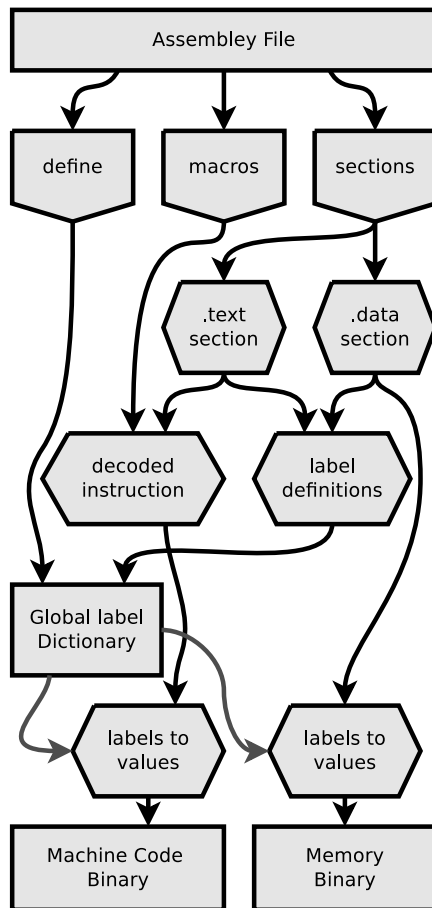 Assembley File
define
macros
sections
.text
section
.data
section
decoded
instruction
label
definitions
Global label
Dictionary
labels to
values
labels to
values
Machine Code
Binary
Memory
Binary